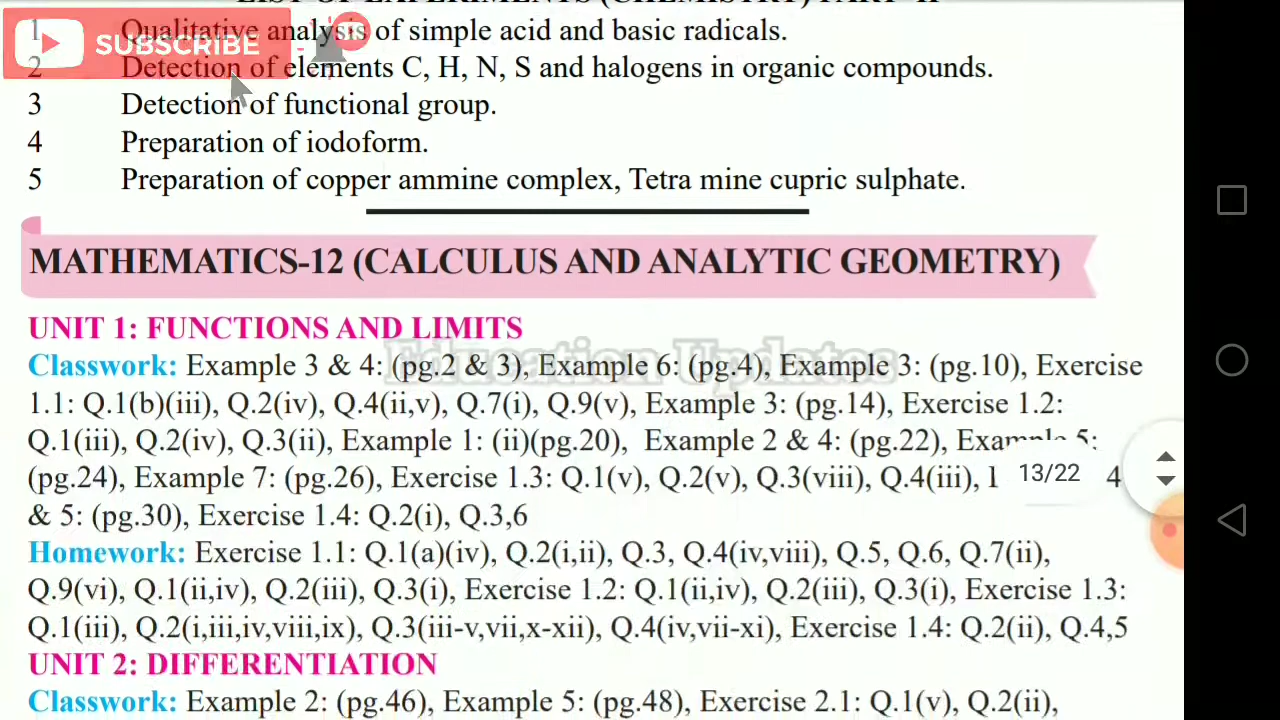 LIST OF EXPERIMENTS (CHEMISTRY) PART- II
1 Qualitative analysis of simple acid and basic radicals.
SUBSCRIBE
2 Detection of elements C, H, N, S and halogens in organic compounds.
3 Detection of functional group.
4 Preparation of iodoform.
5 Preparation of copper ammine complex, Tetra mine cupric sulphate.
MATHEMATICS-12 (CALCULUS AND ANALYTIC GEOMETRY)
UNIT 1: FUNCTIONS AND LIMITS
Education Updates
Classwork: Example 3 & 4: (pg.2 & 3), Example 6: (pg.4), Example 3: (pg.10), Exercise
1.1: Q.1(b)(iii), Q.2(iv), Q.4(ii,v), Q.7(i), Q.9(v), Example 3: (pg.14), Exercise 1.2:
Q.1(iii), Q.2(iv), Q.3(ii), Example 1: (ii)(pg.20), Example 2 & 4: (pg.22), Example 5:
(pg.24), Example 7: (pg.26), Exercise 1.3: Q.1(v), Q.2(v), Q.3(viii), Q.4(iii), 4
13/22
& 5: (pg.30), Exercise 1.4: Q.2(i), Q.3,6
Homework: Exercise 1.1: Q.1(a)(iv), Q.2(i,ii), Q.3, Q.4(iv,viii), Q.5, Q.6, Q.7(ii),
Q.9(vi), Q.1(ii,iv), Q.2(iii), Q.3(i), Exercise 1.2: Q.1(ii,iv), Q.2(iii), Q.3(i), Exercise 1.3:
Q.1(iii), Q.2(i,iii,iv,viii,ix), Q.3(iii-v,vii,x-xii), Q.4(iv,vii-xi), Exercise 1.4: Q.2(ii), Q.4,5
UNIT 2: DIFFERENTIATION
Classwork: Example 2: (pg.46), Example 5: (pg.48), Exercise 2.1: Q.1(v), Q.2(ii),